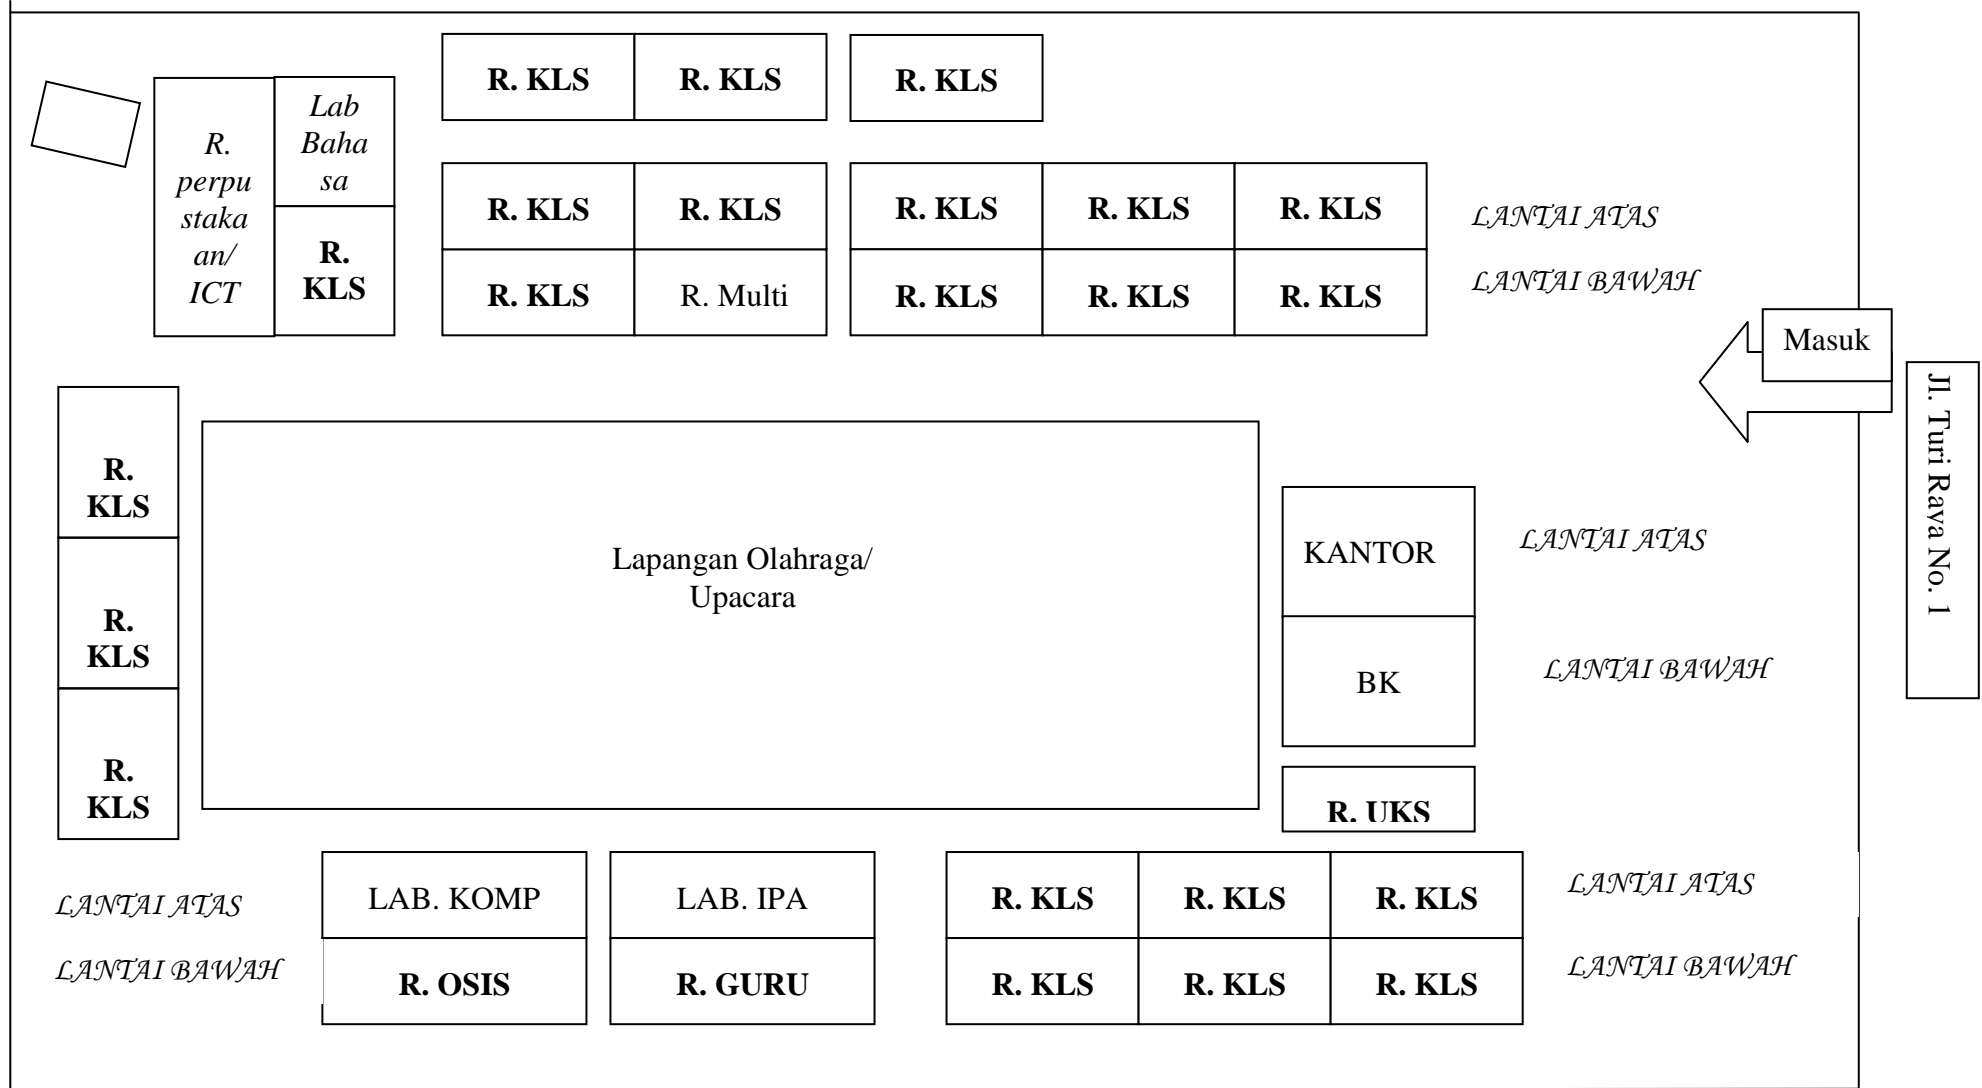 R. KLS R. KLS R. KLS
R.
perpu
staka
an/
ICT
Lab
Baha
sa
R.
KLS
R. KLS R. KLS R. KLS R. KLS R. KLS LANTAI ATAS
R. KLS R. Multi R. KLS R. KLS R. KLS LANTAI BAWAH
Masuk
Jl. Turi Raya No. 1
R.
KLS
R.
KLS
R.
KLS
Lapangan Olahraga/
Upacara
KANTOR LANTAI ATAS
BK LANTAI BAWAH
R. UKS
LANTAI ATAS LAB. KOMP LAB. IPA R. KLS R. KLS R. KLS LANTAI ATAS
LANTAI BAWAH R. OSIS R. GURU R. KLS R. KLS R. KLS LANTAI BAWAH